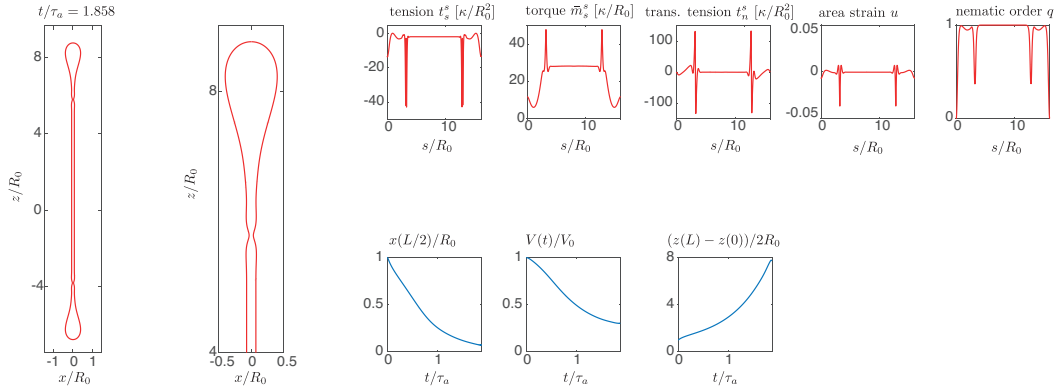 t/τ_a = 1.858
8
4
0
-4
-1 0 1
x/R_0
z/R_0
8
4
-0.5 0 0.5
x/R_0
z/R_0
tension t_s^s [κ/R_0^2]
0
-20
-40
0 10
s/R_0
torque m̄_s^s [κ/R_0]
40
20
0
0 10
s/R_0
trans. tension t_n^s [κ/R_0^2]
100
0
-100
0 10
s/R_0
area strain u
0.05
0
-0.05
0 10
s/R_0
nematic order q
1
0.5
0
0 10
s/R_0
x(L/2)/R_0
1
0.5
0
0 1
t/τ_a
V(t)/V_0
1
0.5
0
0 1
t/τ_a
(z(L) − z(0))/2R_0
8
4
0
0 1
t/τ_a